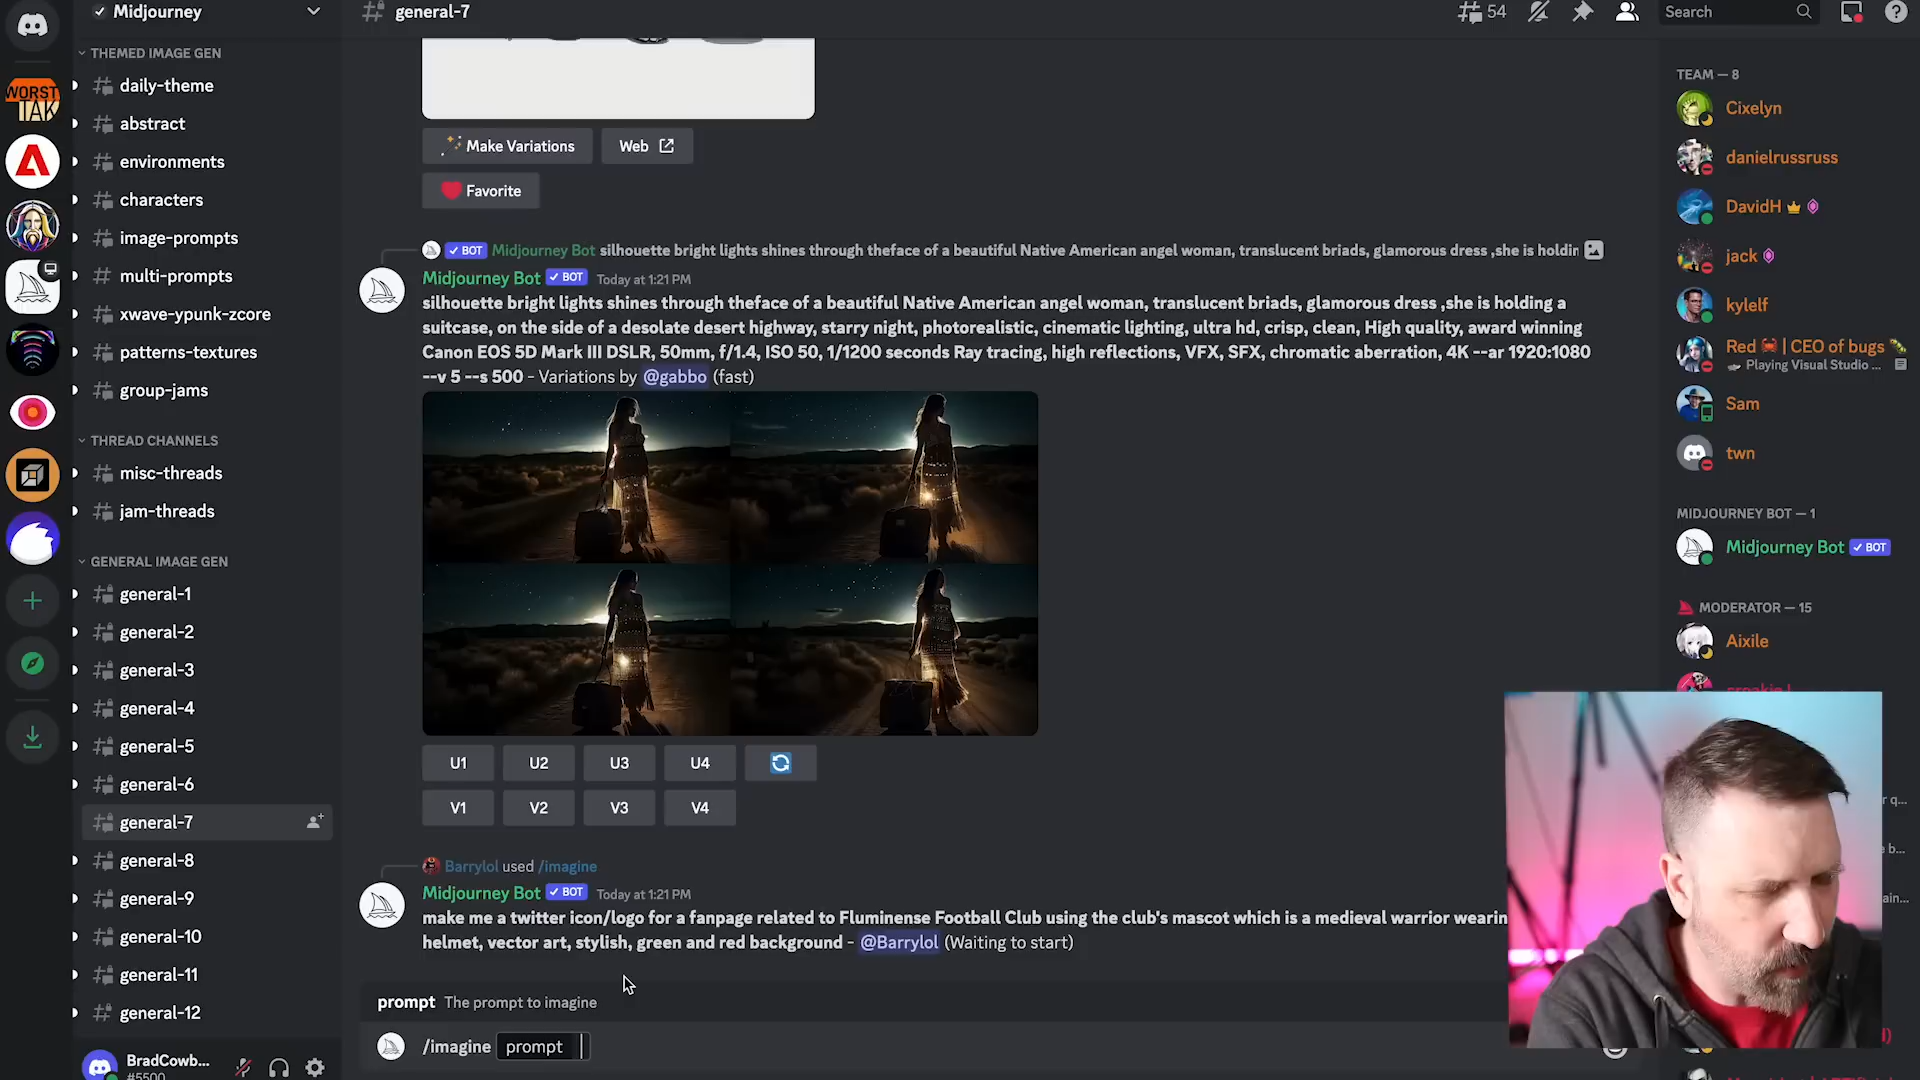 Midjourney
general-7
54
Search
WORST
TAK
THEMED IMAGE GEN
daily-theme
abstract
environments
characters
image-prompts
multi-prompts
xwave-ypunk-zcore
patterns-textures
group-jams
THREAD CHANNELS
misc-threads
jam-threads
GENERAL IMAGE GEN
general-1
general-2
general-3
general-4
general-5
general-6
general-7
general-8
general-9
general-10
general-11
general-12
BradCowb...
#5500
Make Variations
Web
Favorite
BOT Midjourney Bot silhouette bright lights shines through theface of a beautiful Native American angel woman, translucent briads, glamorous dress ,she is holdin
Midjourney Bot BOT Today at 1:21 PM
silhouette bright lights shines through theface of a beautiful Native American angel woman, translucent briads, glamorous dress ,she is holding a
suitcase, on the side of a desolate desert highway, starry night, photorealistic, cinematic lighting, ultra hd, crisp, clean, High quality, award winning
Canon EOS 5D Mark III DSLR, 50mm, f/1.4, ISO 50, 1/1200 seconds Ray tracing, high reflections, VFX, SFX, chromatic aberration, 4K --ar 1920:1080
--v 5 --s 500 - Variations by @gabbo (fast)
U1 U2 U3 U4
V1 V2 V3 V4
Barrylol used /imagine
Midjourney Bot BOT Today at 1:21 PM
make me a twitter icon/logo for a fanpage related to Fluminense Football Club using the club's mascot which is a medieval warrior wearin
helmet, vector art, stylish, green and red background - @Barrylol (Waiting to start)
prompt The prompt to imagine
/imagine prompt
TEAM — 8
Cixelyn
danielrussruss
DavidH
jack
kylelf
Red | CEO of bugs
Playing Visual Studio ...
Sam
twn
MIDJOURNEY BOT — 1
Midjourney Bot BOT
MODERATOR — 15
Aixile